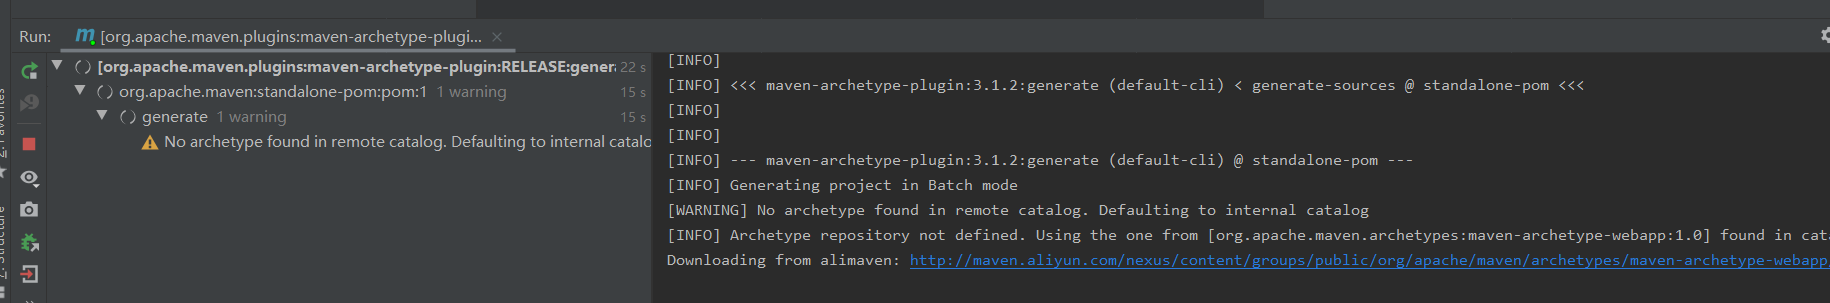 Run: [org.apache.maven.plugins:maven-archetype-plugi...
[org.apache.maven.plugins:maven-archetype-plugin:RELEASE:gener 22 s
org.apache.maven:standalone-pom:pom:1 1 warning 15 s
generate 1 warning 15 s
No archetype found in remote catalog. Defaulting to internal catalo
[INFO]
[INFO] <<< maven-archetype-plugin:3.1.2:generate (default-cli) < generate-sources @ standalone-pom <<<
[INFO]
[INFO]
[INFO] --- maven-archetype-plugin:3.1.2:generate (default-cli) @ standalone-pom ---
[INFO] Generating project in Batch mode
[WARNING] No archetype found in remote catalog. Defaulting to internal catalog
[INFO] Archetype repository not defined. Using the one from [org.apache.maven.archetypes:maven-archetype-webapp:1.0] found in cat
Downloading from alimaven: http://maven.aliyun.com/nexus/content/groups/public/org/apache/maven/archetypes/maven-archetype-webapp
Favorites
Z: Structure